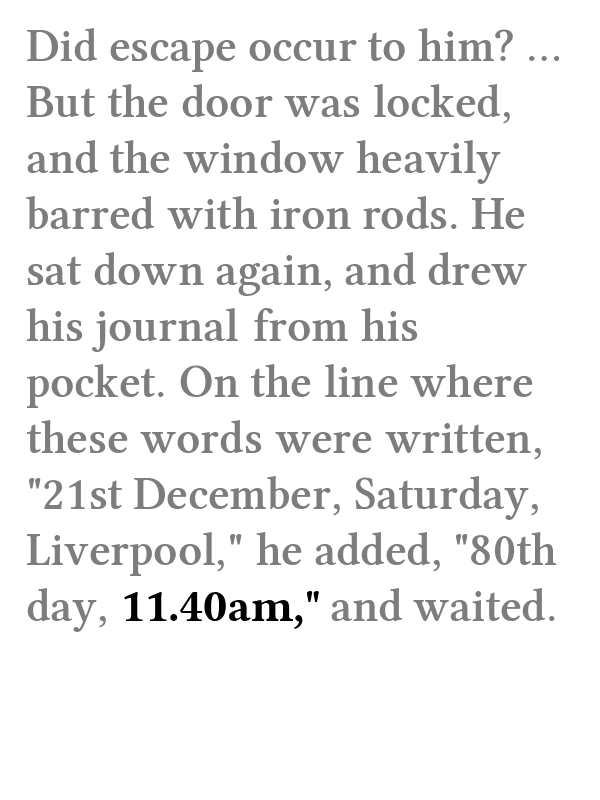 Did escape occur to him? …
But the door was locked,
and the window heavily
barred with iron rods. He
sat down again, and drew
his journal from his
pocket. On the line where
these words were written,
"21st December, Saturday,
Liverpool," he added, "80th
day, 11.40am," and waited.